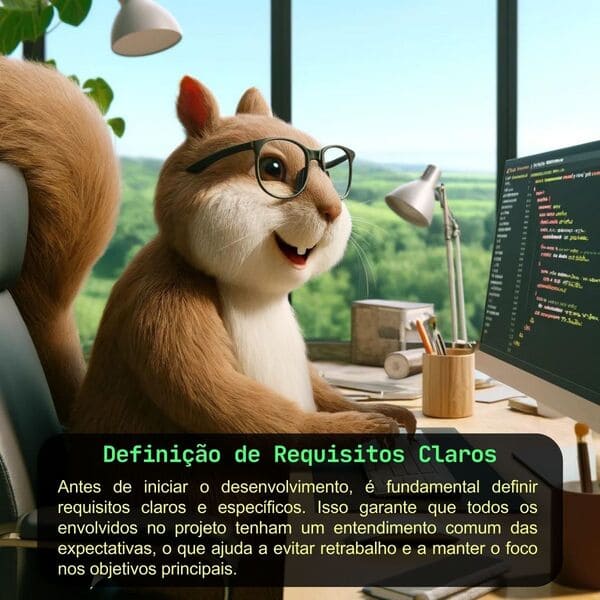 Definição de Requisitos Claros
Antes de iniciar o desenvolvimento, é fundamental definir
requisitos claros e específicos. Isso garante que todos os
envolvidos no projeto tenham um entendimento comum das
expectativas, o que ajuda a evitar retrabalho e a manter o foco
nos objetivos principais.